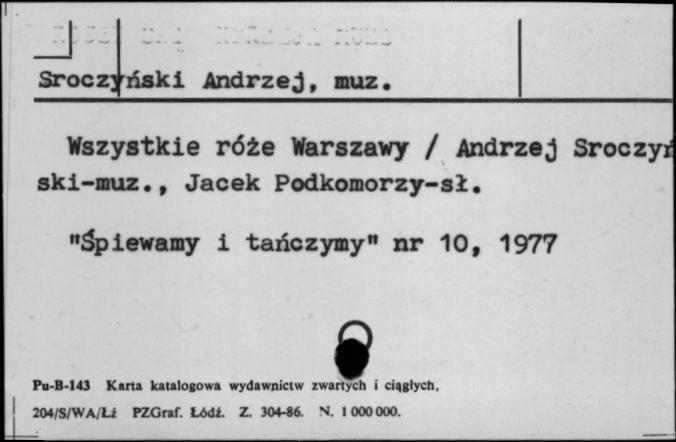 Sroczyński Andrzej, muz.
Wszystkie róże Warszawy / Andrzej Sroczyń
ski-muz., Jacek Podkomorzy-sł.
"Śpiewamy i tańczymy" nr 10, 1977
Pu-B-143 Karta katalogowa wydawnictw zwartych i ciągłych,
204/S/WA/Łż PZGraf. Łódź. Z. 304-86. N. 1 000 000.